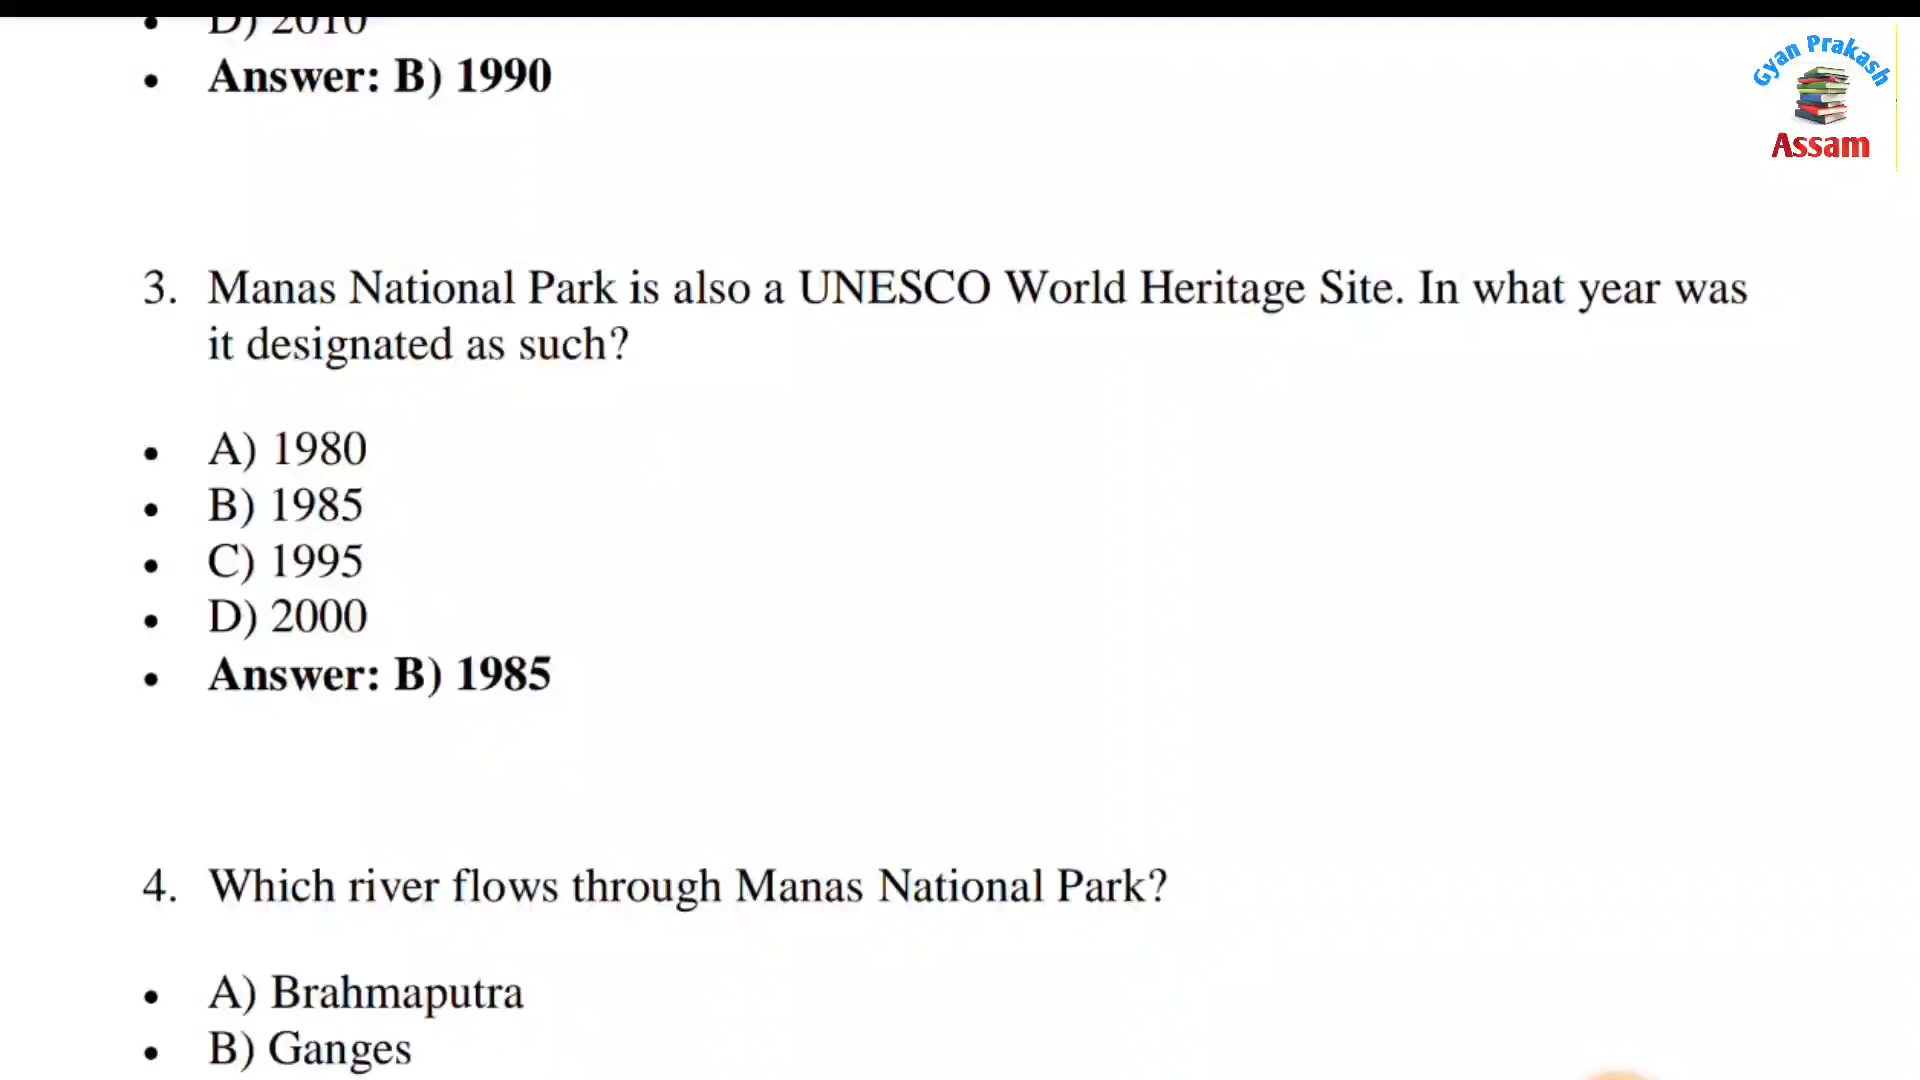 • D) 2010
• Answer: B) 1990
Gyan Prakash
Assam
3. Manas National Park is also a UNESCO World Heritage Site. In what year was
it designated as such?
• A) 1980
• B) 1985
• C) 1995
• D) 2000
• Answer: B) 1985
4. Which river flows through Manas National Park?
• A) Brahmaputra
• B) Ganges